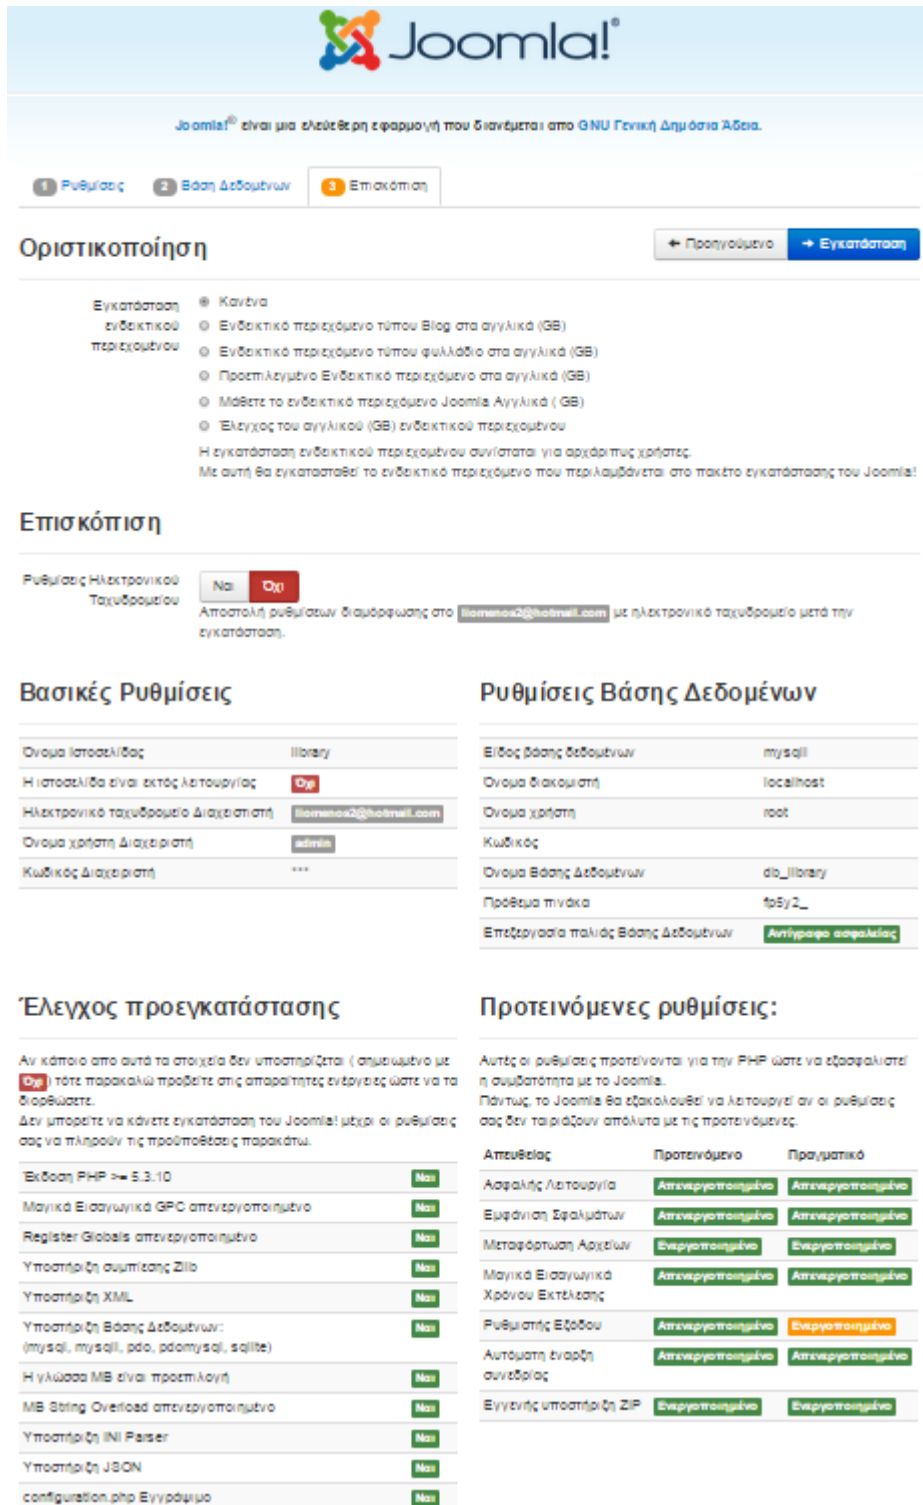 Joomla!®
Joomla!® είναι μια ελεύθερη εφαρμογή που διανέμεται απο GNU Γενική Δημόσια Άδεια.
1 Ρυθμίσεις 2 Βάση Δεδομένων 3 Επισκόπιση
Οριστικοποίηση
← Προηγούμενο → Εγκατάσταση
Εγκατάσταση ενδεικτικού περιεχομένου
Κανένα
Ενδεικτικό περιεχόμενο τύπου Blog στα αγγλικά (GB)
Ενδεικτικό περιεχόμενο τύπου φυλλάδιο στα αγγλικά (GB)
Προεπιλεγμένο Ενδεικτικό περιεχόμενο στα αγγλικά (GB)
Μάθετε το ενδεικτικό περιεχόμενο Joomla Αγγλικά ( GB)
Έλεγχος του αγγλικού (GB) ενδεικτικού περιεχομένου
Η εγκατάσταση ενδεικτικού περιεχομένου συνίσταται για αρχάριπυς χρήστες.
Με αυτή θα εγκατασταθεί το ενδεικτικό περιεχόμενο που περιλαμβάνεται στο πακέτο εγκατάστασης του Joomla!
Επισκόπιση
Ρυθμίσεις Ηλεκτρονικού Ταχυδρομείου
Ναι Όχι
Αποστολή ρυθμίσεων διαμόρφωσης στο liomenos2@hotmail.com με ηλεκτρονικό ταχυδρομείο μετά την
εγκατάσταση.
Βασικές Ρυθμίσεις
Όνομα Ιστοσελίδας library
Η ιστοσελίδα είναι εκτός λειτουργίας Όχι
Ηλεκτρονικό ταχυδρομείο Διαχειστιστή liomenos2@hotmail.com
Όνομα χρήστη Διαχειριστή admin
Κωδικός Διαχειριστή ***
Ρυθμίσεις Βάσης Δεδομένων
Είδος βάσης δεδομένων mysqli
Όνομα διακομιστή localhost
Όνομα χρήστη root
Κωδικός
Όνομα Βάσης Δεδομένων db_library
Πρόθεμα πινάκα fp5y2_
Επεξεργασία παλιάς Βάσης Δεδομένων Αντίγραφο ασφαλείας
Έλεγχος προεγκατάστασης
Αν κάποιο απο αυτά τα στοιχεία δεν υποστηρίζεται ( σημειωμένο με
Όχι ) τότε παρακαλώ προβείτε στις απαραίτητες ενέργειες ώστε να τα
διορθώσετε.
Δεν μπορείτε να κάνετε εγκατάσταση του Joomla! μέχρι οι ρυθμίσεις
σας να πληρούν τις προϋποθέσεις παρακάτω.
Έκδοση PHP >= 5.3.10 Ναι
Μαγικά Εισαγωγικά GPC απενεργοποιημένο Ναι
Register Globals απενεργοποιημένο Ναι
Υποστήριξη συμπίεσης Zlib Ναι
Υποστήριξη XML Ναι
Υποστήριξη Βάσης Δεδομένων: Ναι
(mysql, mysqli, pdo, pdomysql, sqlite)
Η γλώσσα MB είναι προεπιλογή Ναι
MB String Overload απενεργοποιημένο Ναι
Υποστήριξη INI Parser Ναι
Υποστήριξη JSON Ναι
configuration.php Εγγράψιμο Ναι
Προτεινόμενες ρυθμίσεις:
Αυτές οι ρυθμίσεις προτείνονται για την PHP ώστε να εξασφαλιστεί
η συμβατότητα με το Joomla.
Πάντως, το Joomla θα εξακολουθεί να λειτουργεί αν οι ρυθμίσεις
σας δεν ταιριάζουν απόλυτα με τις προτεινόμενες.
Απευθείας Προτεινόμενο Πραγματικό
Ασφαλής Λειτουργία Απενεργοποιημένο Απενεργοποιημένο
Εμφάνιση Σφαλμάτων Απενεργοποιημένο Απενεργοποιημένο
Μεταφόρτωση Αρχείων Ενεργοποιημένο Ενεργοποιημένο
Μαγικά Εισαγωγικά Απενεργοποιημένο Απενεργοποιημένο
Χρόνου Εκτέλεσης
Ρυθμιστής Εξόδου Απενεργοποιημένο Ενεργοποιημένο
Αυτόματη έναρξη Απενεργοποιημένο Απενεργοποιημένο
συνεδρίας
Εγγενής υποστήριξη ZIP Ενεργοποιημένο Ενεργοποιημένο